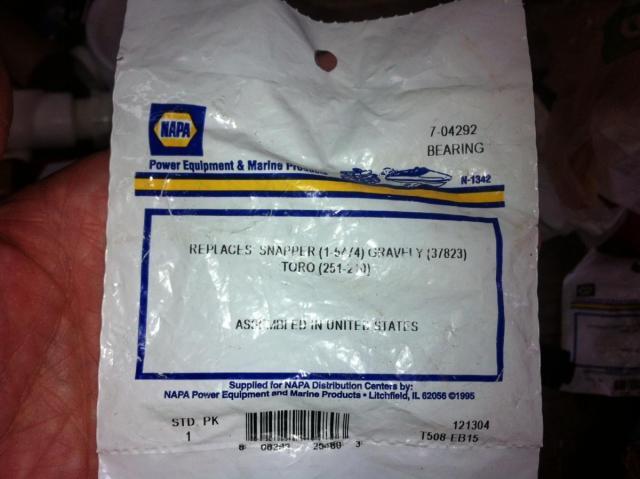 NAPA
7-04292
BEARING
Power Equipment & Marine Products
N-1342
REPLACES SNAPPER GRAVELY (37823)
TORO
ASSEMBLED IN UNITED STATES
Supplied for NAPA Distribution Centers by:
NAPA Power Equipment and Marine Products • Litchfield, IL 62056 ©1995
STD. PK
1
8
3
121304
T508-EB15